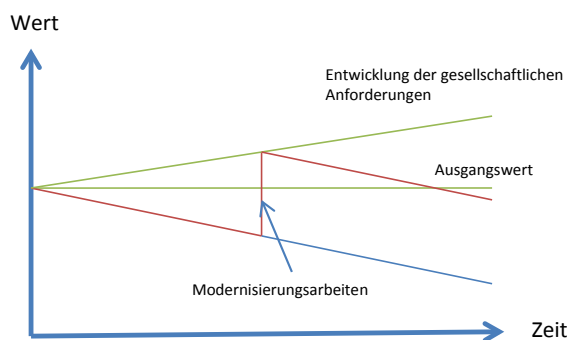 Wert
Entwicklung der gesellschaftlichen
Anforderungen
Ausgangswert
Modernisierungsarbeiten
Zeit